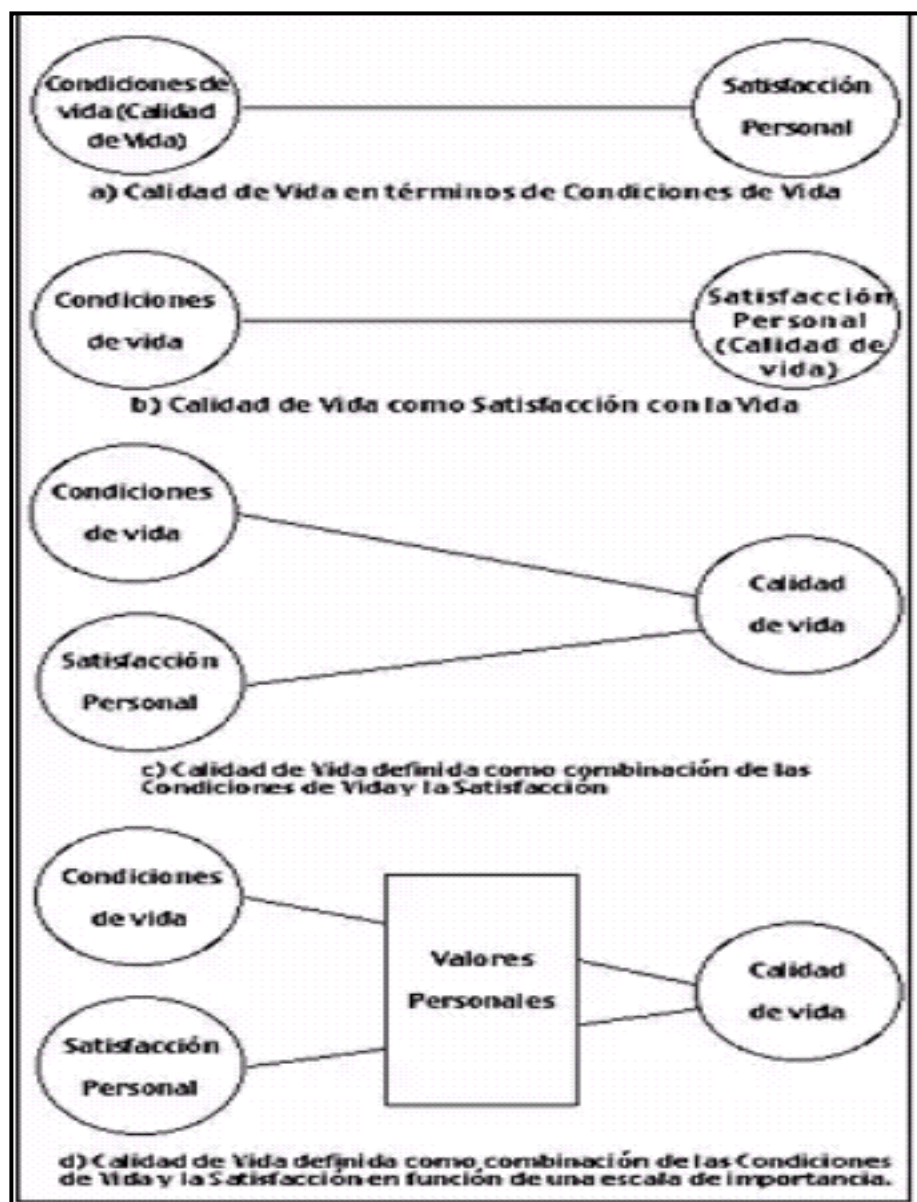 Condiciones de
vida (Calidad
de Vida)
Satisfacción
Personal
a) Calidad de Vida en términos de Condiciones de Vida
Condiciones
de vida
Satisfacción
Personal
(Calidad de
vida)
b) Calidad de Vida como Satisfacción con la Vida
Condiciones
de vida
Satisfacción
Personal
Calidad
de vida
c) Calidad de Vida definida como combinación de las
Condiciones de Vida y la Satisfacción
Condiciones
de vida
Satisfacción
Personal
Valores
Personales
Calidad
de vida
d) Calidad de Vida definida como combinación de las Condiciones
de Vida y la Satisfacción en función de una escala de importancia.